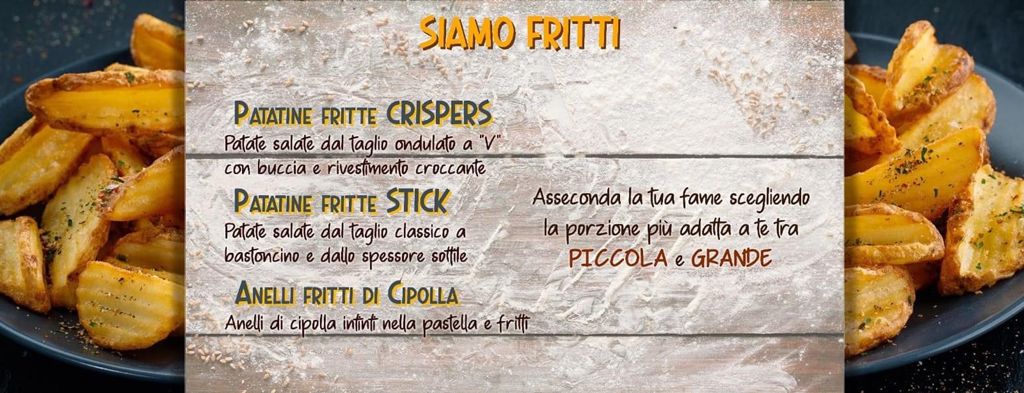 SIAMO FRITTI
PATATINE FRITTE CRISPERS
Patate salate dal taglio ondulato a "V"
con buccia e rivestimento croccante
PATATINE FRITTE STICK
Patate salate dal taglio classico a
bastoncino e dallo spessore sottile
ANELLI FRITTI DI CIPOLLA
Anelli di cipolla intinti nella pastella e fritti
Asseconda la tua fame scegliendo
la porzione più adatta a te tra
PICCOLA e GRANDE